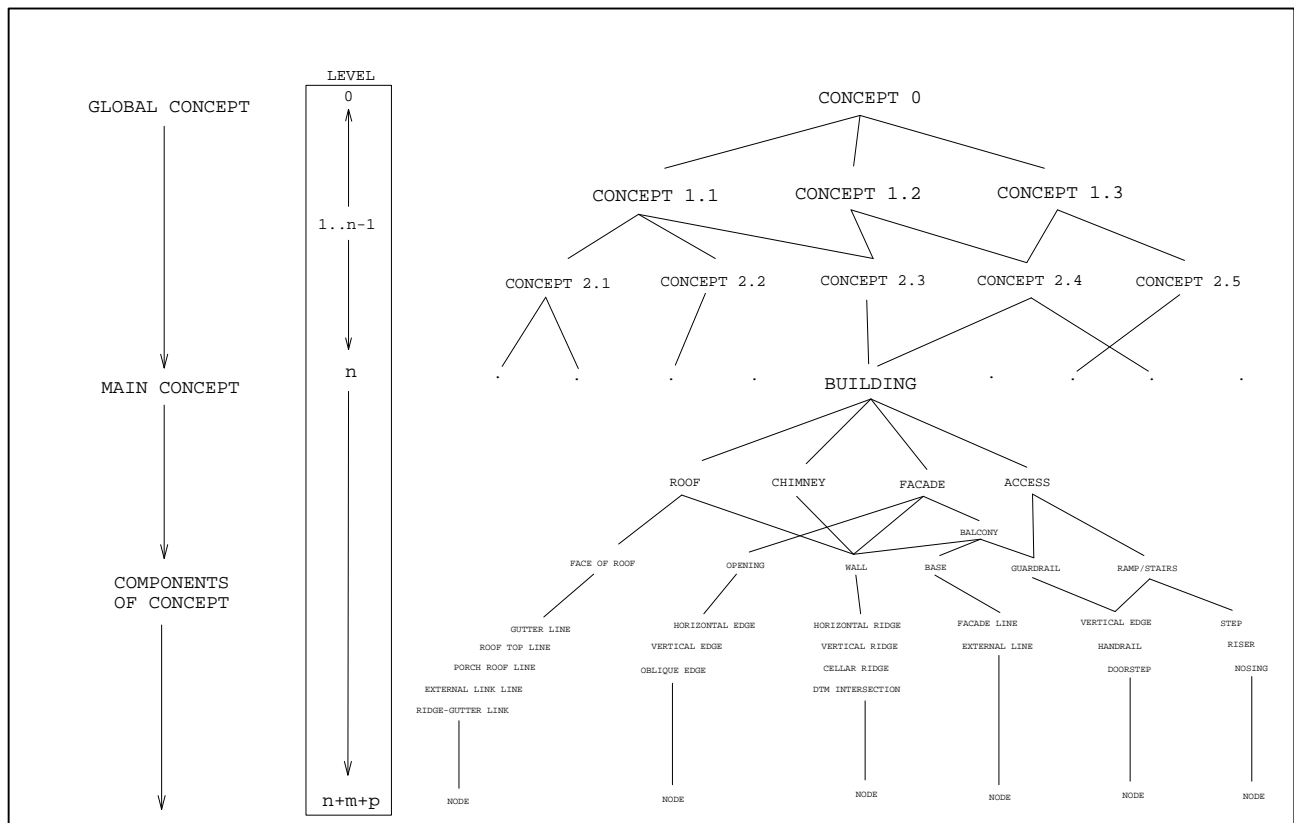 LEVEL
GLOBAL CONCEPT
0
CONCEPT 0
CONCEPT 1.1
CONCEPT 1.2
CONCEPT 1.3
1..n-1
CONCEPT 2.1
CONCEPT 2.2
CONCEPT 2.3
CONCEPT 2.4
CONCEPT 2.5
MAIN CONCEPT
n
. . . . BUILDING . . . .
ROOF
CHIMNEY
FACADE
ACCESS
BALCONY
FACE OF ROOF
OPENING
WALL
BASE
GUARDRAIL
RAMP/STAIRS
COMPONENTS
OF CONCEPT
GUTTER LINE
ROOF TOP LINE
PORCH ROOF LINE
EXTERNAL LINK LINE
RIDGE-GUTTER LINK
HORIZONTAL EDGE
VERTICAL EDGE
OBLIQUE EDGE
HORIZONTAL RIDGE
VERTICAL RIDGE
CELLAR RIDGE
DTM INTERSECTION
FACADE LINE
EXTERNAL LINE
VERTICAL EDGE
HANDRAIL
DOORSTEP
STEP
RISER
NOSING
n+m+p
NODE
NODE
NODE
NODE
NODE
NODE